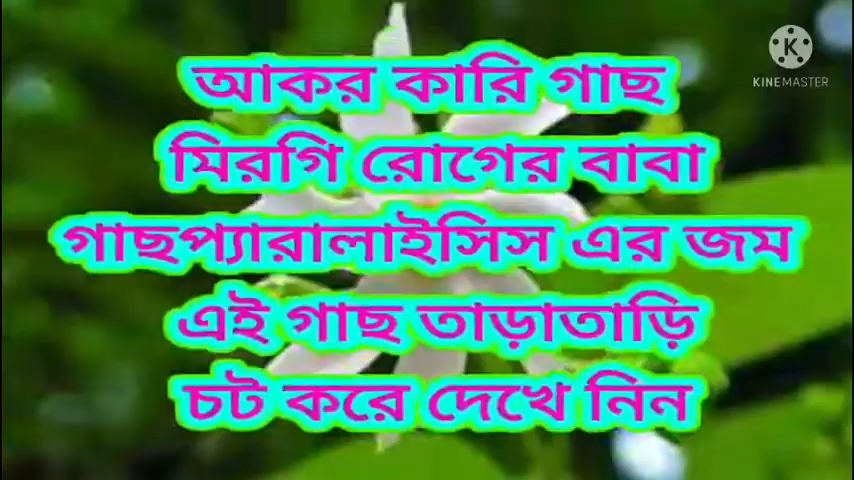 আকর কারি গাছ
মিরগি রোগের বাবা
গাছপ্যারালাইসিস এর জম
এই গাছ তাড়াতাড়ি
চট করে দেখে নিন
K
KINEMASTER